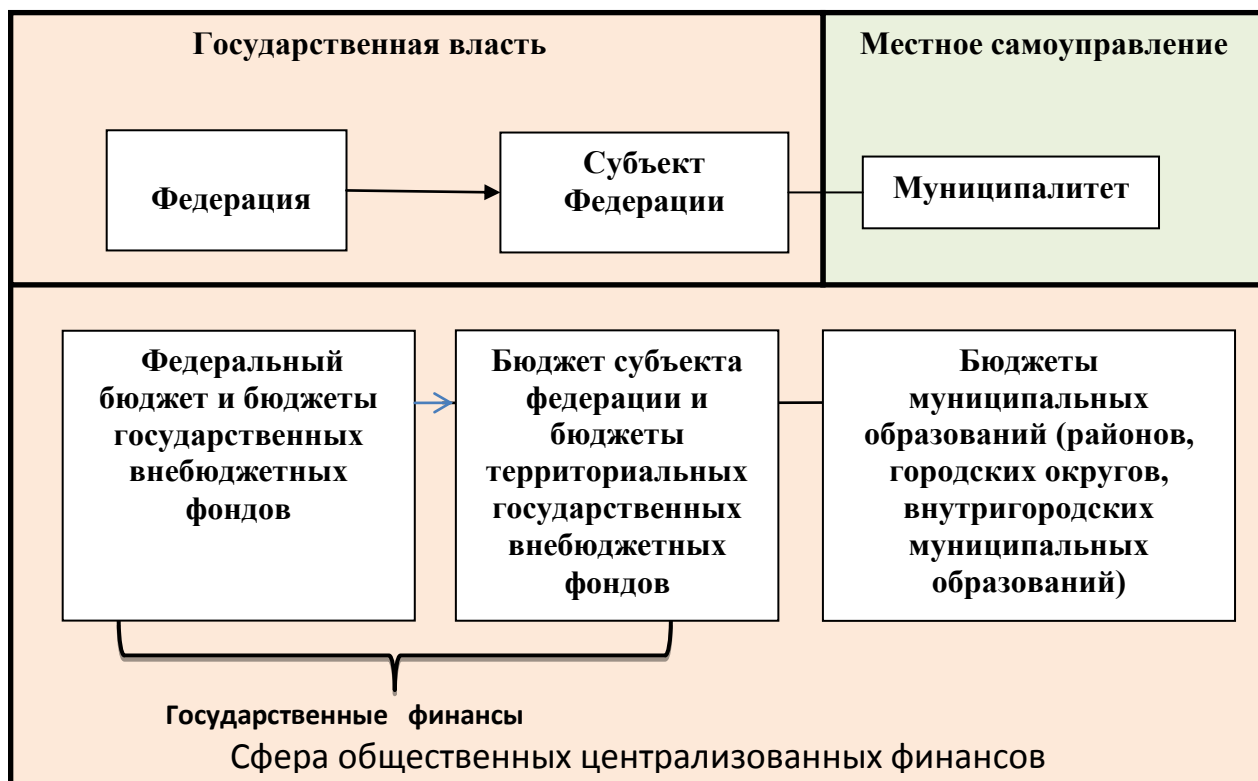 Государственная власть
Местное самоуправление
Федерация
Субъект
Федерации
Муниципалитет
Федеральный
бюджет и бюджеты
государственных
внебюджетных
фондов
Бюджет субъекта
федерации и
бюджеты
территориальных
государственных
внебюджетных
фондов
Бюджеты
муниципальных
образований (районов,
городских округов,
внутригородских
муниципальных
образований)
Государственные финансы
Сфера общественных централизованных финансов